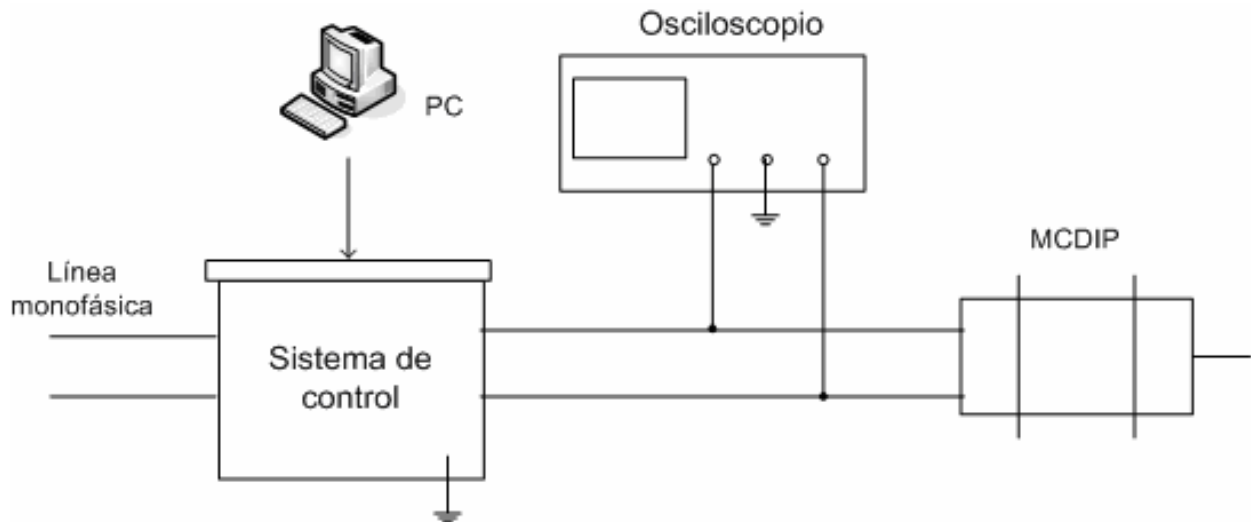 Osciloscopio
PC
MCDIP
Línea
monofásica
Sistema de
control